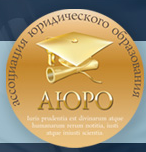 ассоциация юридического образования
АЮРО
Iuris prudentia est divinarum atque
humanarum rerum notitia, iusti
atque iniusti scientia.